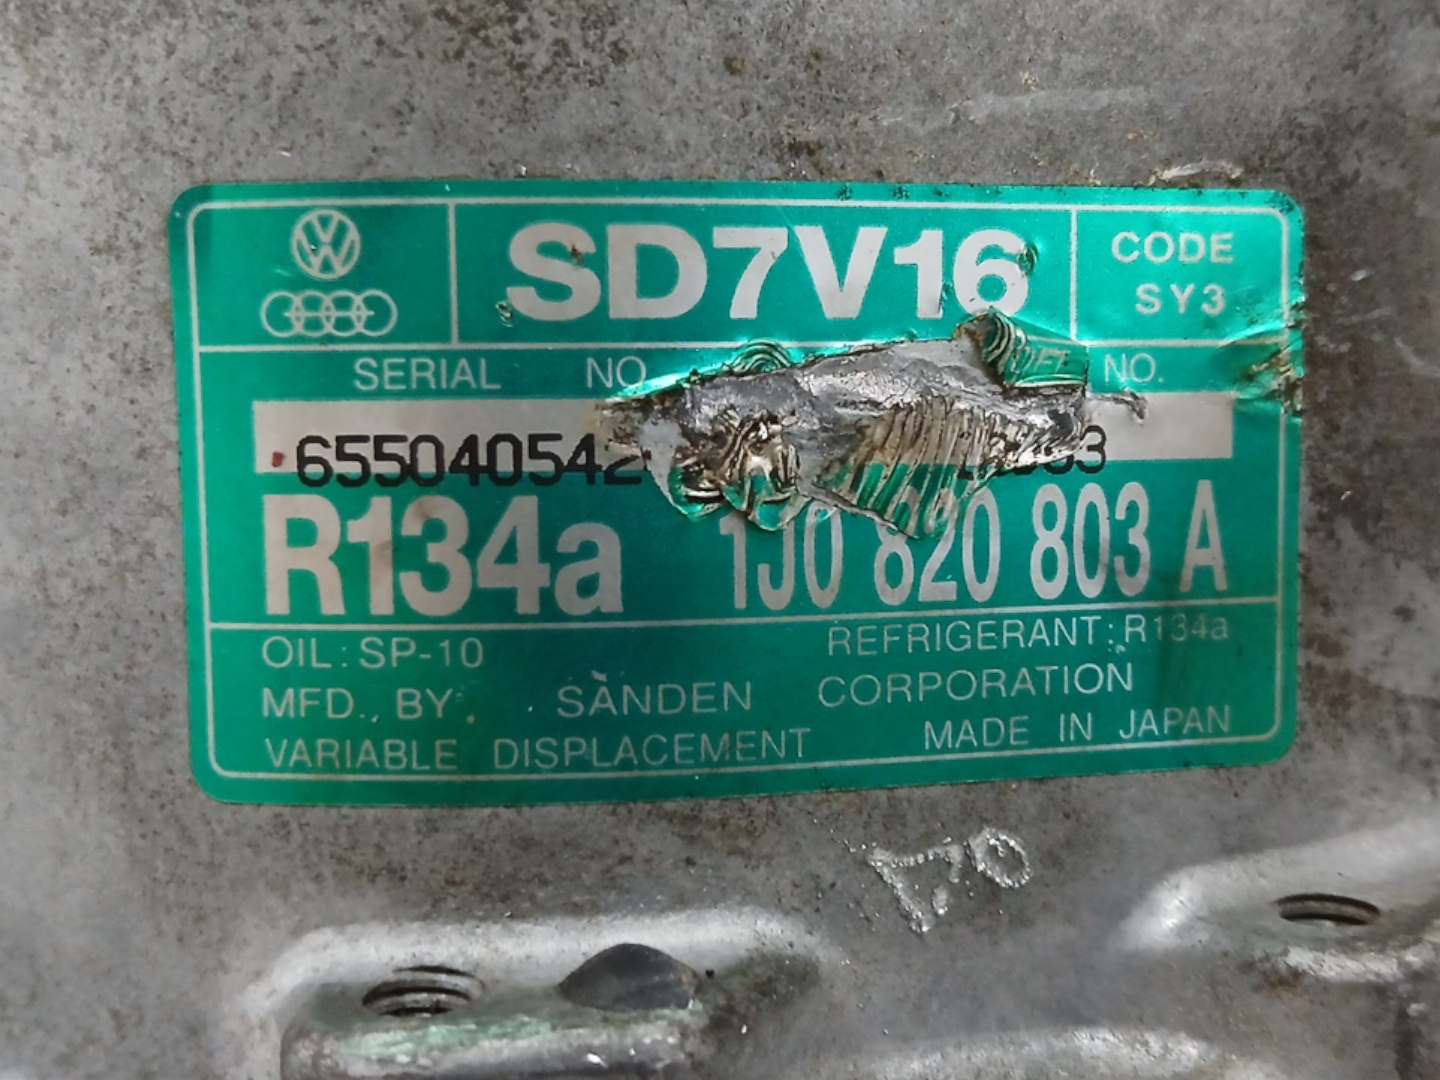 SD7V16
CODE
SY3
SERIAL NO. NO.
655040542
R134a 1J0 820 803 A
OIL: SP-10 REFRIGERANT: R134a
MFD. BY SANDEN CORPORATION
VARIABLE DISPLACEMENT MADE IN JAPAN